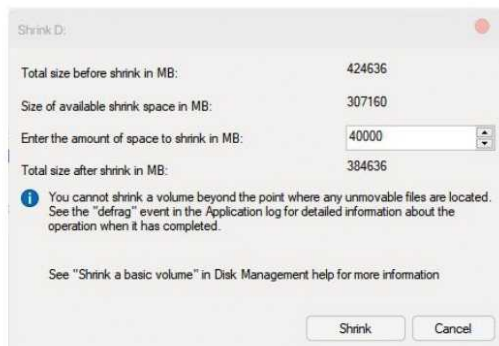 Shrink D:
Total size before shrink in MB:
424636
Size of available shrink space in MB:
307160
Enter the amount of space to shrink in MB:
40000
Total size after shrink in MB:
384636
You cannot shrink a volume beyond the point where any unmovable files are located.
See the "defrag" event in the Application log for detailed information about the
operation when it has completed.
See "Shrink a basic volume" in Disk Management help for more information
Shrink
Cancel